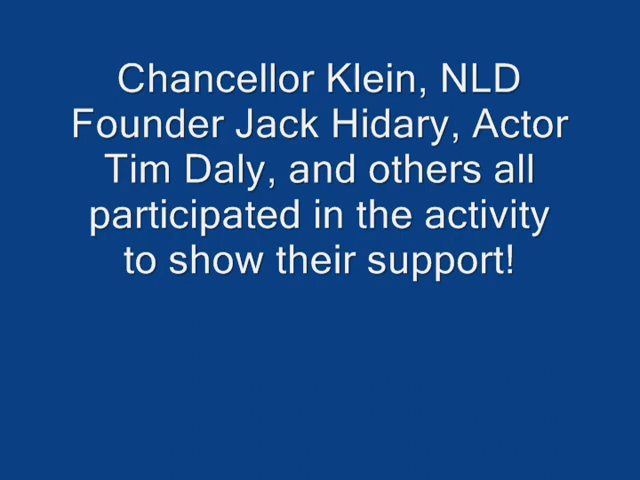 Chancellor Klein, NLD
Founder Jack Hidary, Actor
Tim Daly, and others all
participated in the activity
to show their support!